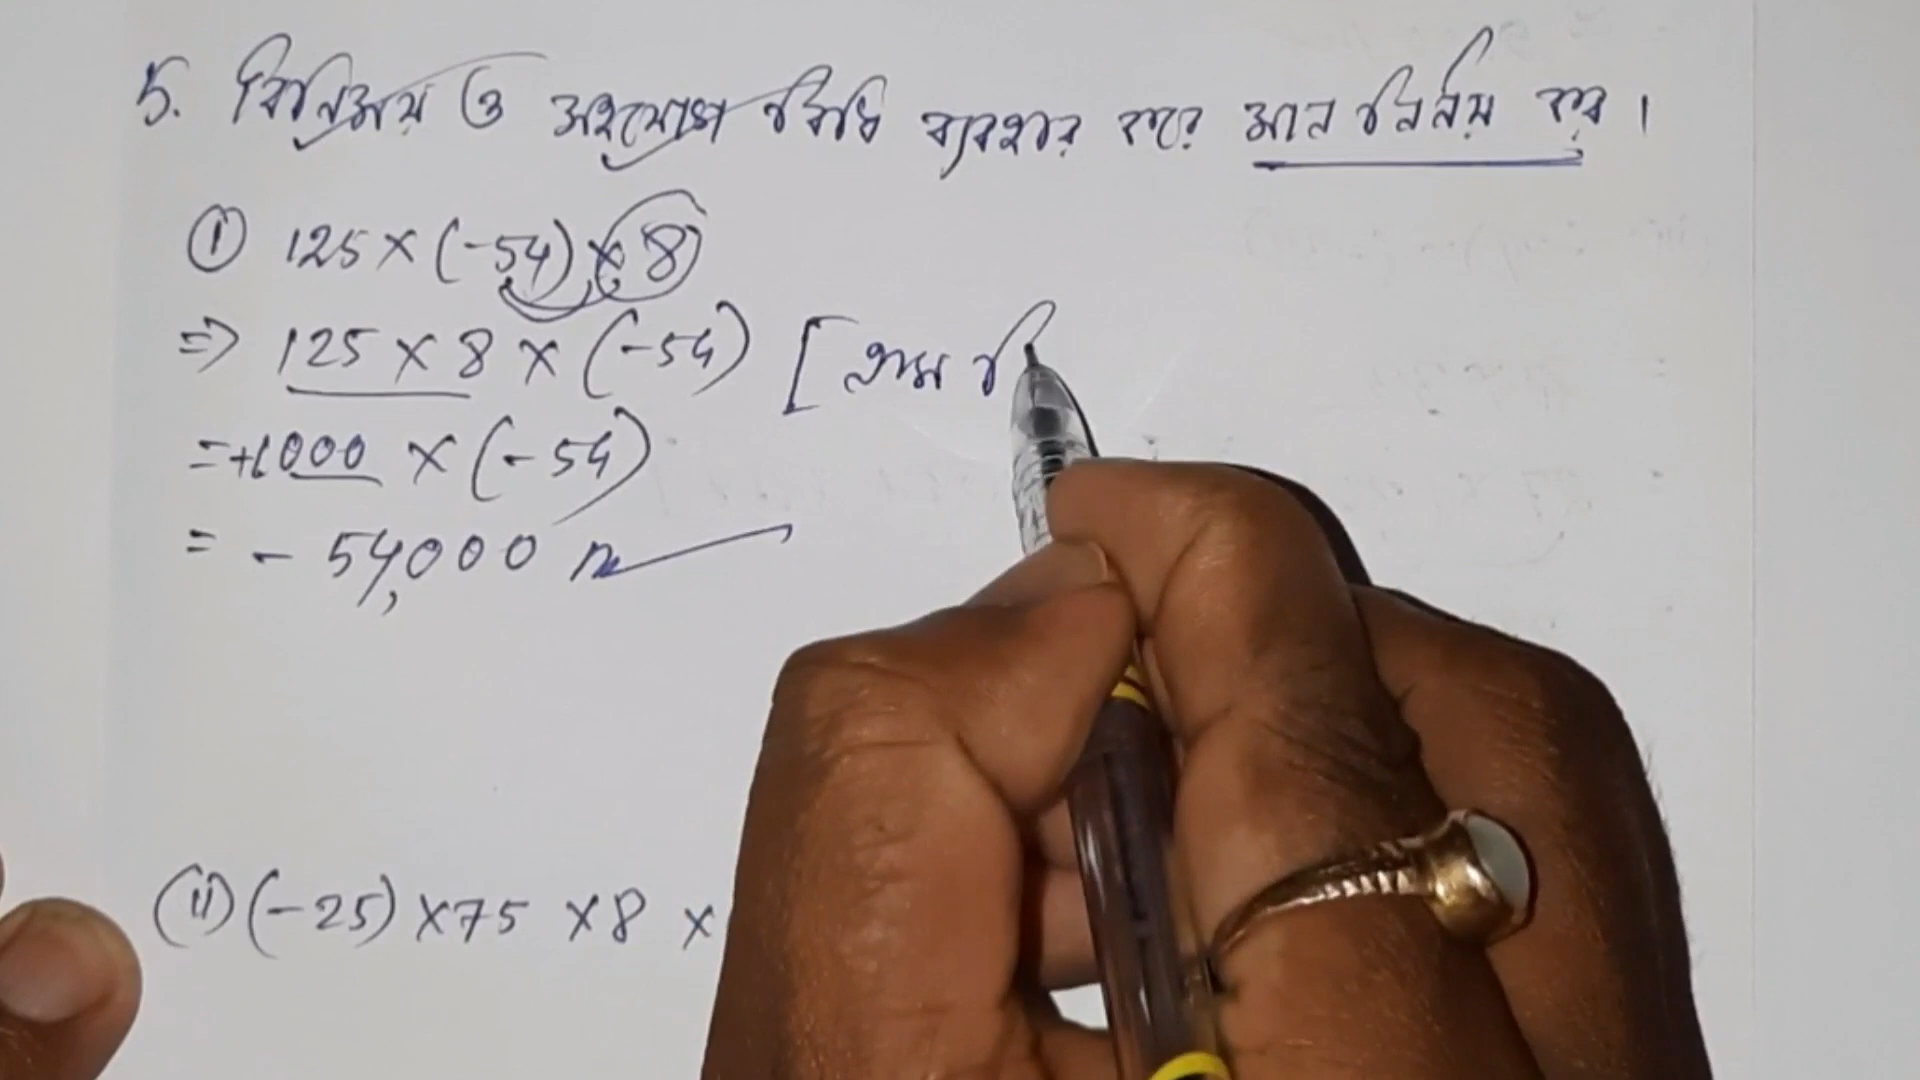 5. বিনিময় ও সংযোগ বিধি ব্যবহার করে মান নির্ণয় কর ।
① 125 × (-54) × 8
⇒ 125 × 8 × (-54) [
= +1000 × (-54)
= - 54,000
(ii) (-25) × 75 × 8 ×